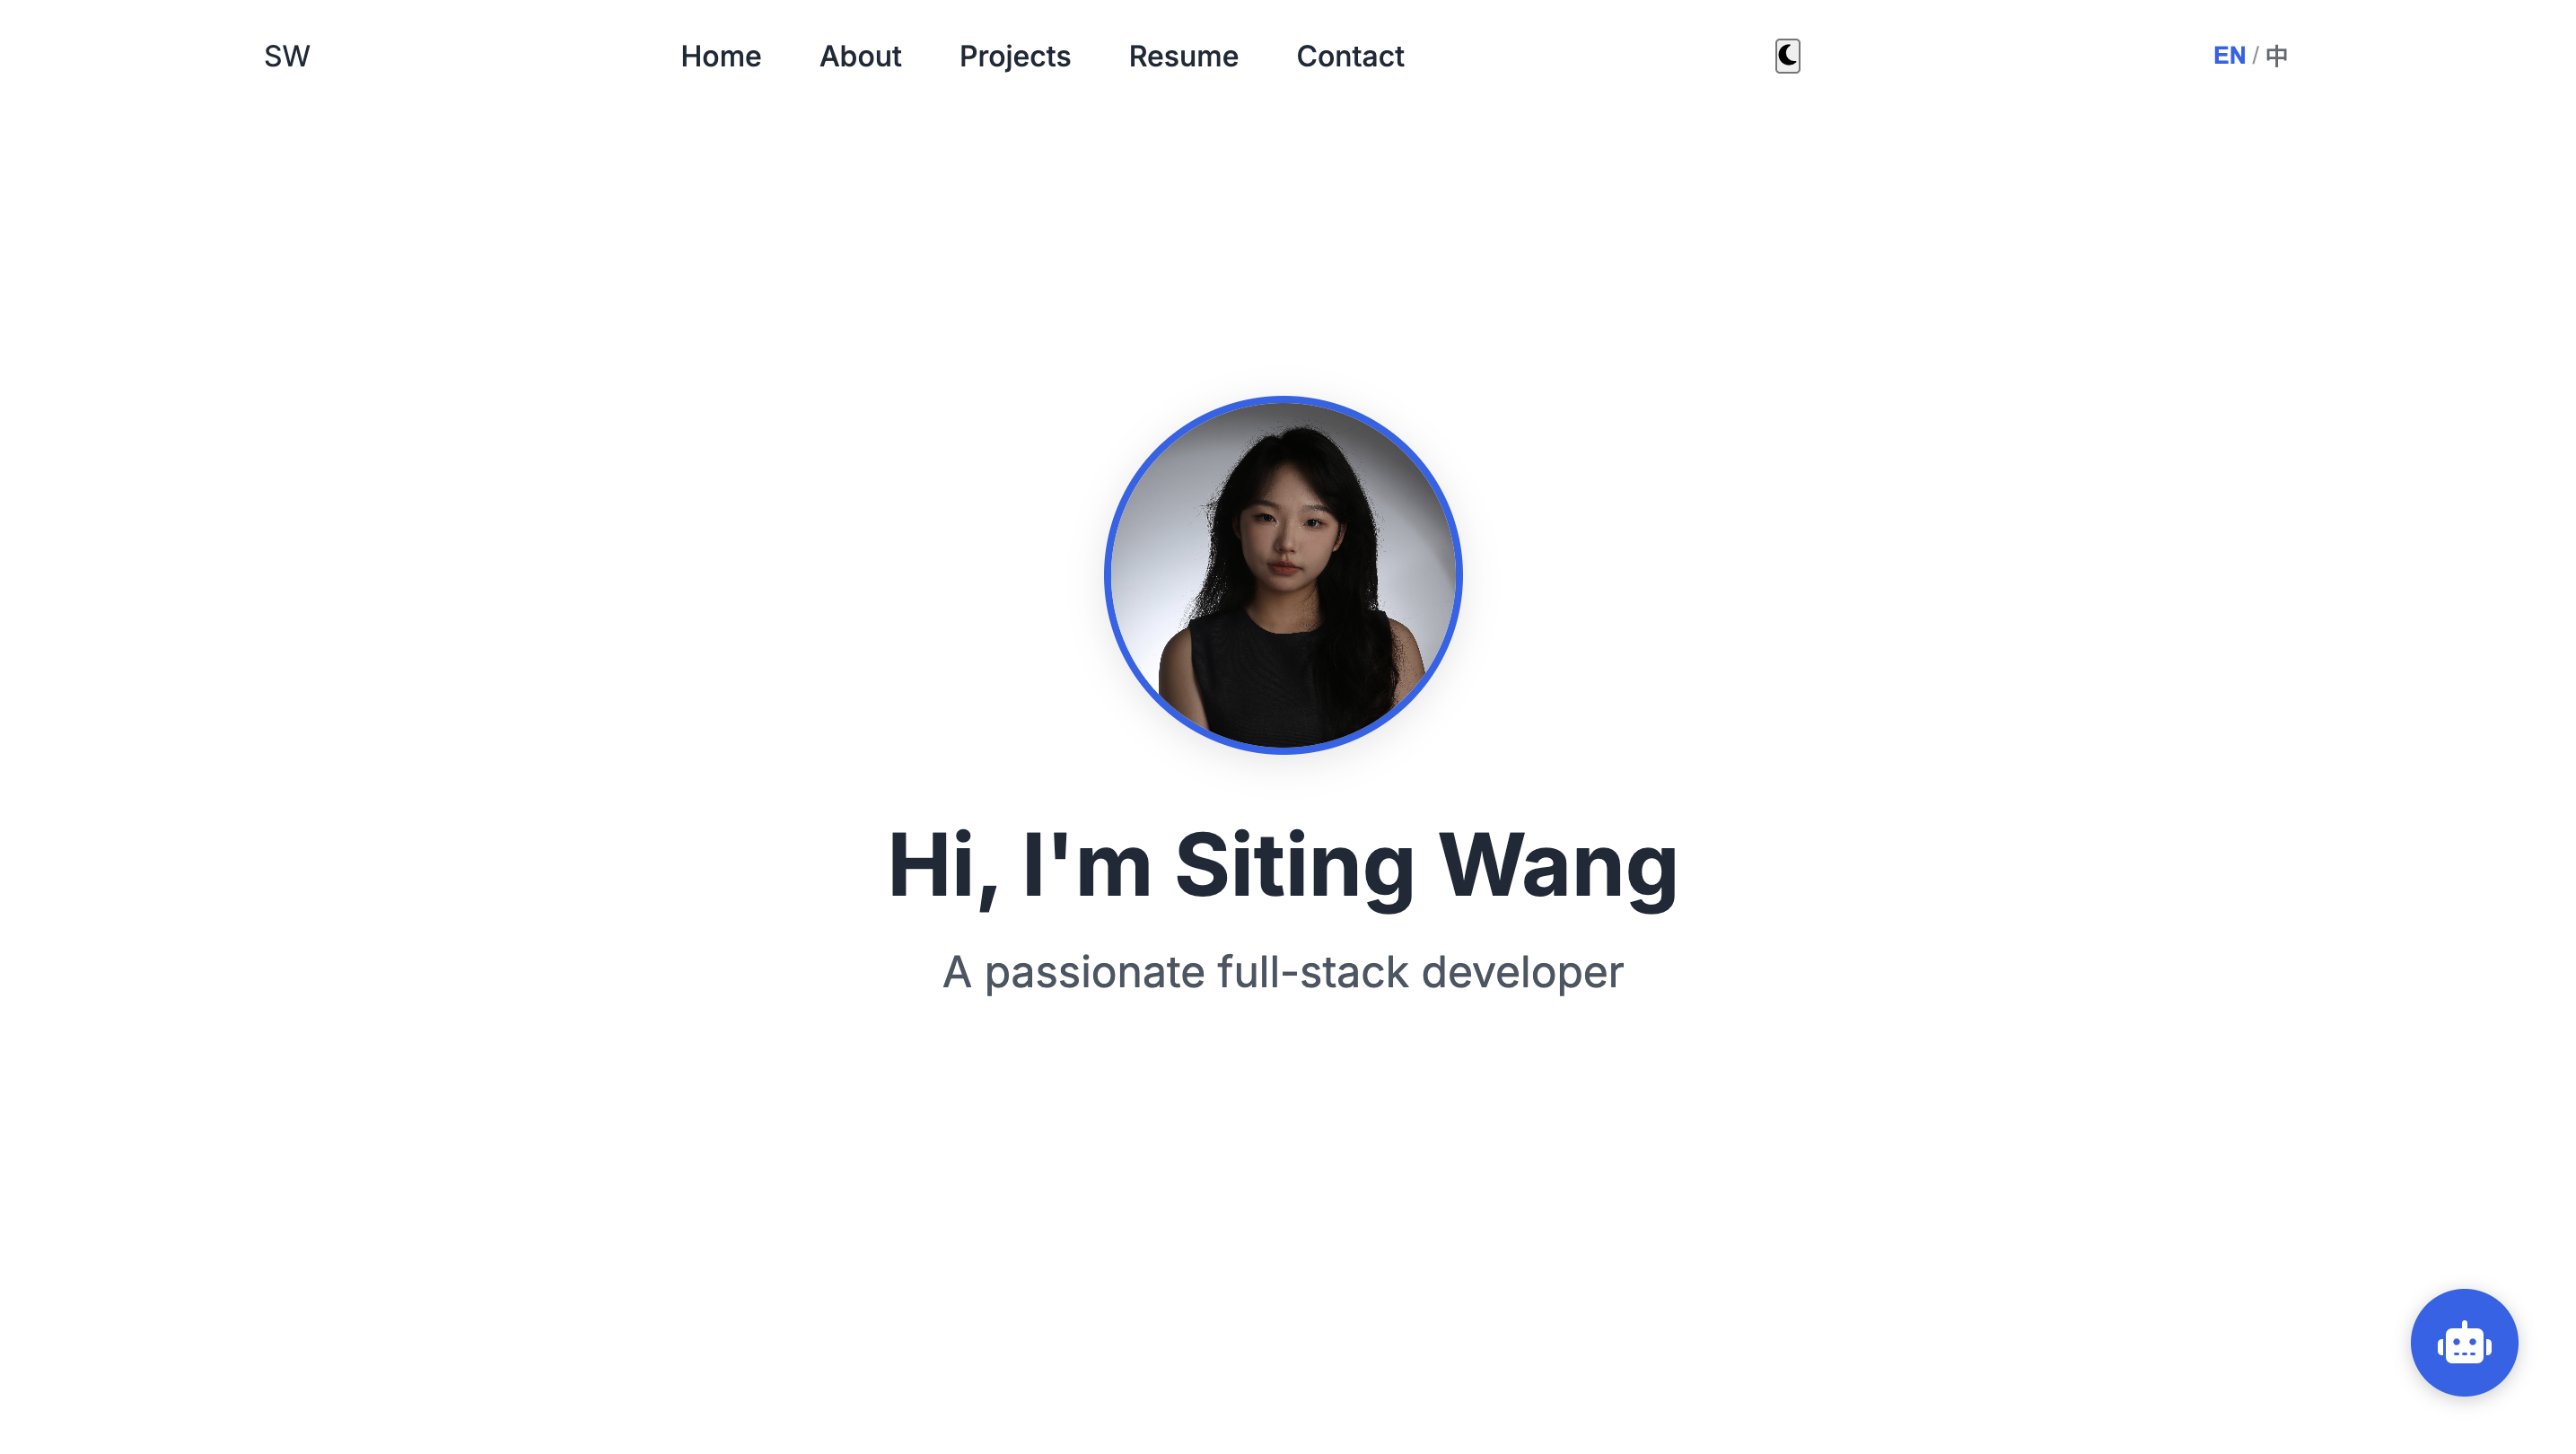 SW
Home About Projects Resume Contact
EN / 中
Hi, I'm Siting Wang
A passionate full-stack developer